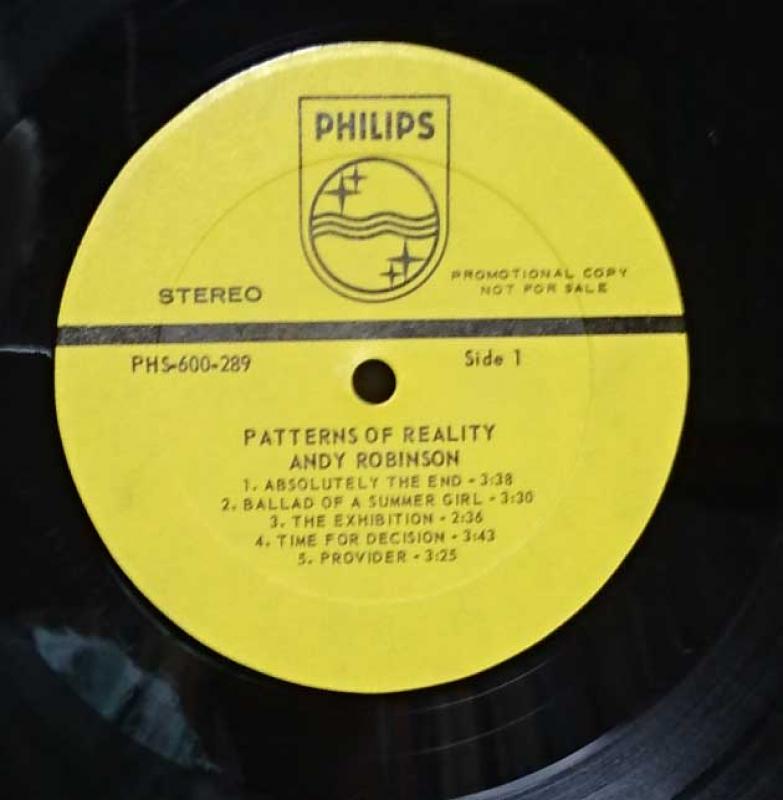 PHILIPS
STEREO
PROMOTIONAL COPY
NOT FOR SALE
PHS-600-289
Side 1
PATTERNS OF REALITY
ANDY ROBINSON
1. ABSOLUTELY THE END - 3:38
2. BALLAD OF A SUMMER GIRL - 3:30
3. THE EXHIBITION - 2:36
4. TIME FOR DECISION - 3:43
5. PROVIDER - 3:25